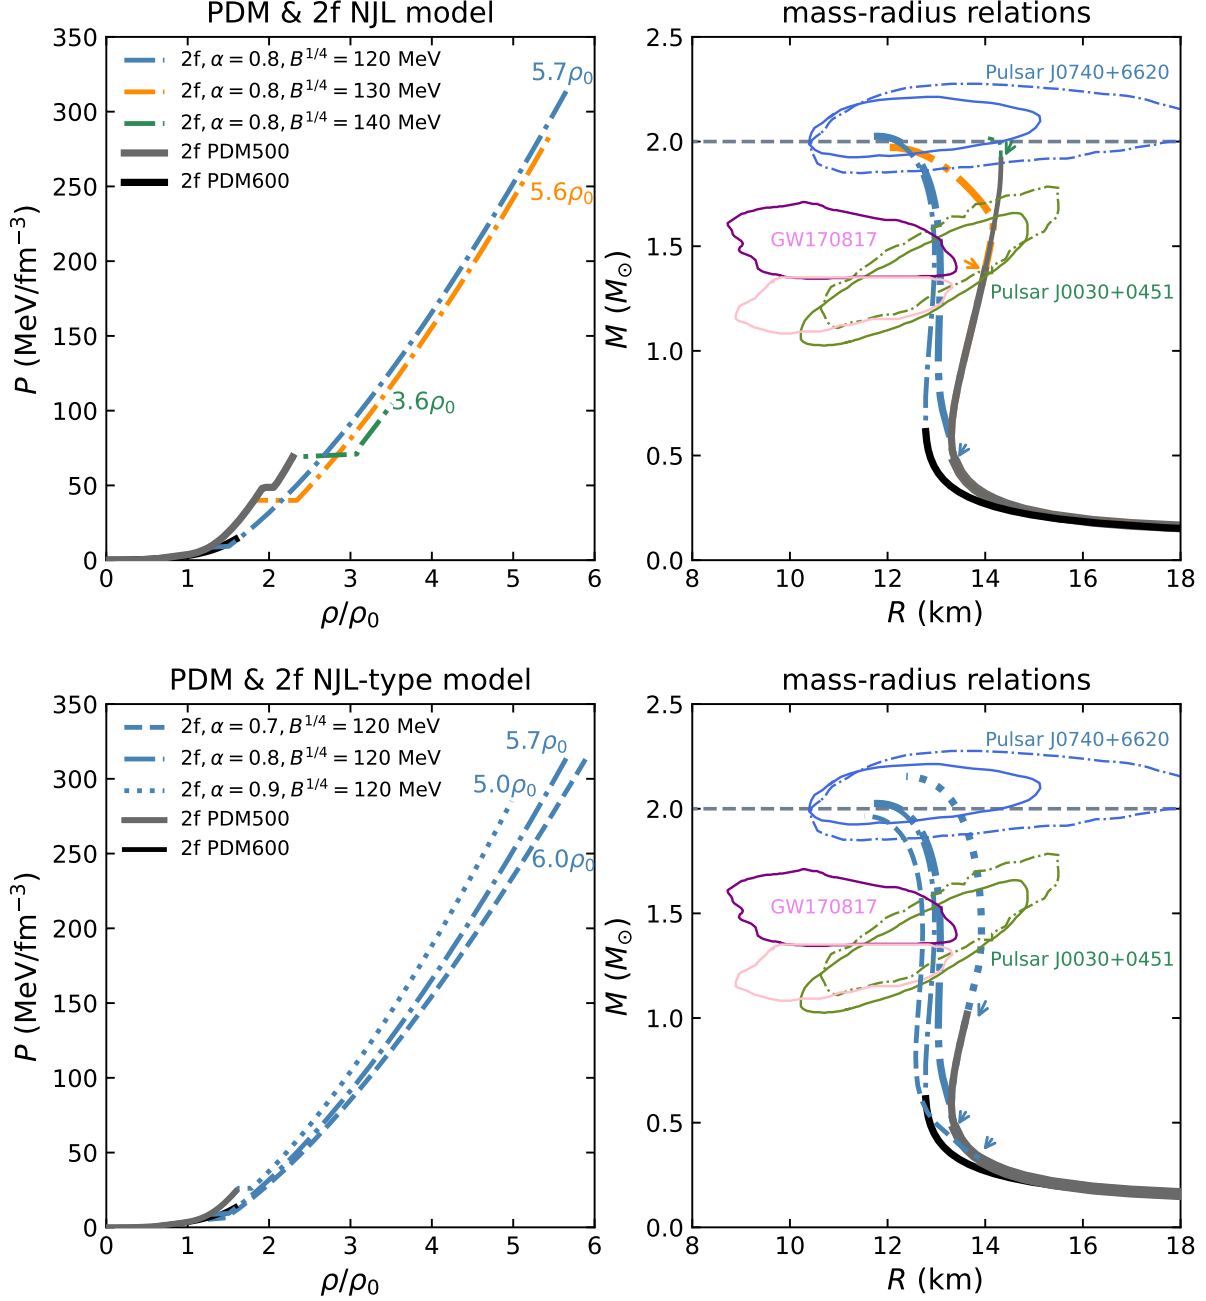 PDM & 2f NJL model
350
300
250
200
150
100
50
0
P (MeV/fm⁻³)
2f, α = 0.8, B^{1/4} = 120 MeV
2f, α = 0.8, B^{1/4} = 130 MeV
2f, α = 0.8, B^{1/4} = 140 MeV
2f PDM500
2f PDM600
5.7ρ₀
5.6ρ₀
3.6ρ₀
0 1 2 3 4 5 6
ρ/ρ₀
mass-radius relations
2.5
2.0
1.5
1.0
0.5
0.0
M (M⊙)
Pulsar J0740+6620
GW170817
Pulsar J0030+0451
8 10 12 14 16 18
R (km)
PDM & 2f NJL-type model
350
300
250
200
150
100
50
0
P (MeV/fm⁻³)
2f, α = 0.7, B^{1/4} = 120 MeV
2f, α = 0.8, B^{1/4} = 120 MeV
2f, α = 0.9, B^{1/4} = 120 MeV
2f PDM500
2f PDM600
5.7ρ₀
5.0ρ₀
6.0ρ₀
0 1 2 3 4 5 6
ρ/ρ₀
mass-radius relations
2.5
2.0
1.5
1.0
0.5
0.0
M (M⊙)
Pulsar J0740+6620
GW170817
Pulsar J0030+0451
8 10 12 14 16 18
R (km)